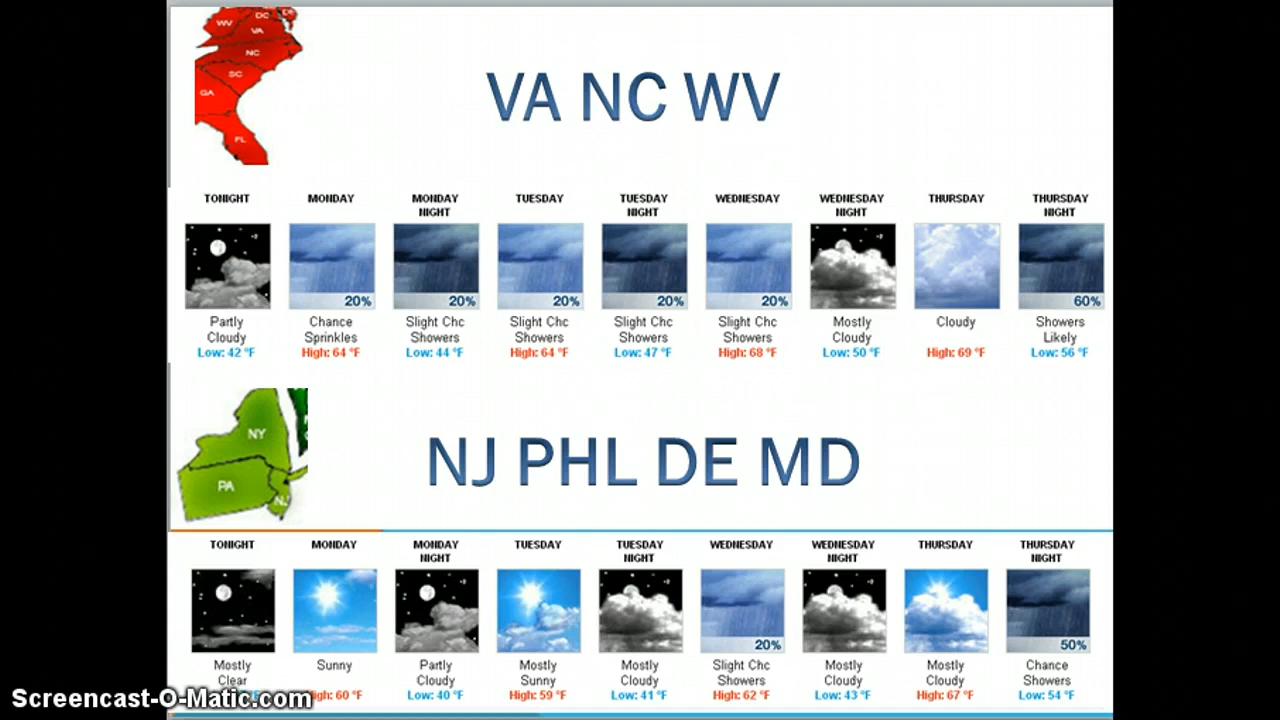 WV DC DE
VA
NC
SC
GA
FL
VA NC WV
TONIGHT MONDAY MONDAY NIGHT TUESDAY TUESDAY NIGHT WEDNESDAY WEDNESDAY NIGHT THURSDAY THURSDAY NIGHT
20% 20% 20% 20% 20% 60%
Partly Cloudy Chance Sprinkles Slight Chc Showers Slight Chc Showers Slight Chc Showers Slight Chc Showers Mostly Cloudy Cloudy Showers Likely
Low: 42 °F High: 64 °F Low: 44 °F High: 64 °F Low: 47 °F High: 68 °F Low: 50 °F High: 69 °F Low: 56 °F
NY
PA
NJ
NJ PHL DE MD
TONIGHT MONDAY MONDAY NIGHT TUESDAY TUESDAY NIGHT WEDNESDAY WEDNESDAY NIGHT THURSDAY THURSDAY NIGHT
20% 50%
Mostly Clear Sunny Partly Cloudy Mostly Sunny Mostly Cloudy Slight Chc Showers Mostly Cloudy Mostly Cloudy Chance Showers
High: 60 °F Low: 40 °F High: 59 °F Low: 41 °F High: 62 °F Low: 43 °F High: 67 °F Low: 54 °F
Screencast-O-Matic.com